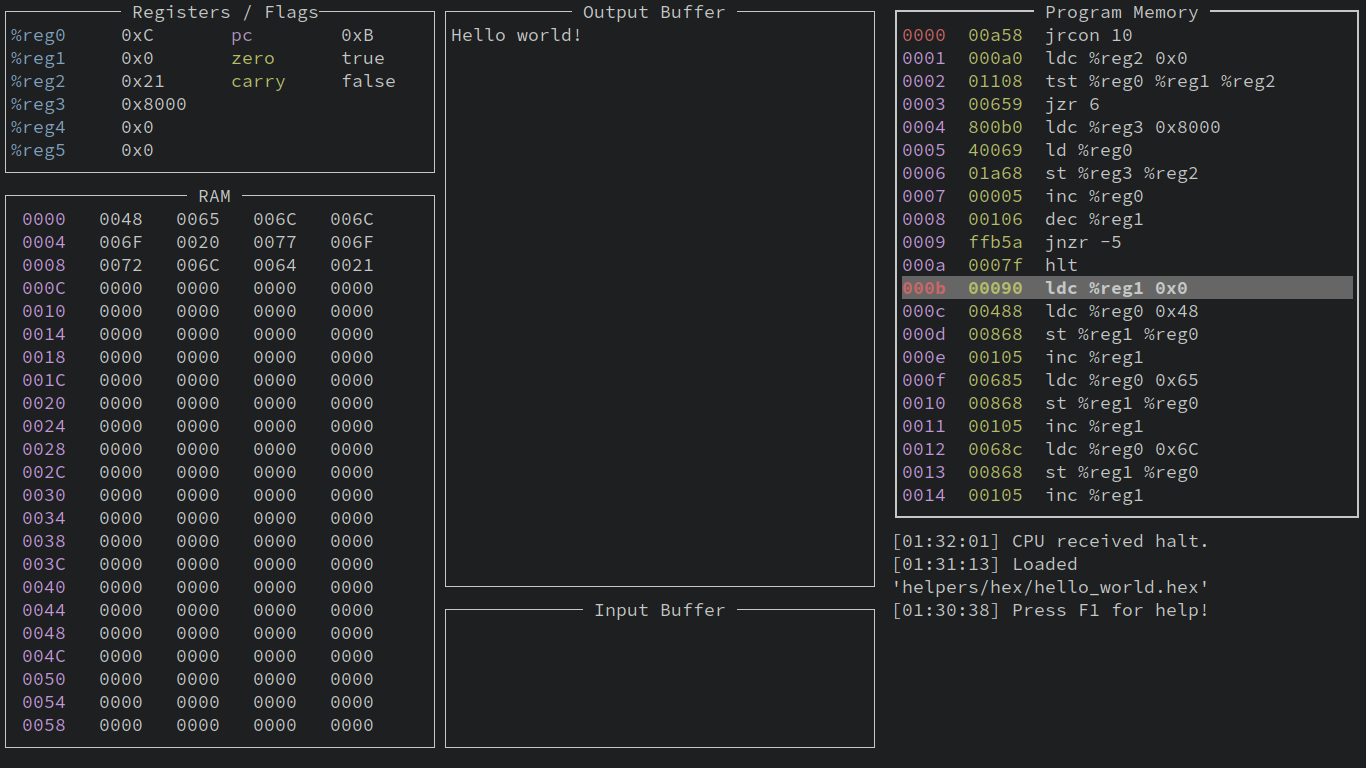 Registers / Flags
%reg0 0xC pc 0xB
%reg1 0x0 zero true
%reg2 0x21 carry false
%reg3 0x8000
%reg4 0x0
%reg5 0x0
RAM
0000 0048 0065 006C 006C
0004 006F 0020 0077 006F
0008 0072 006C 0064 0021
000C 0000 0000 0000 0000
0010 0000 0000 0000 0000
0014 0000 0000 0000 0000
0018 0000 0000 0000 0000
001C 0000 0000 0000 0000
0020 0000 0000 0000 0000
0024 0000 0000 0000 0000
0028 0000 0000 0000 0000
002C 0000 0000 0000 0000
0030 0000 0000 0000 0000
0034 0000 0000 0000 0000
0038 0000 0000 0000 0000
003C 0000 0000 0000 0000
0040 0000 0000 0000 0000
0044 0000 0000 0000 0000
0048 0000 0000 0000 0000
004C 0000 0000 0000 0000
0050 0000 0000 0000 0000
0054 0000 0000 0000 0000
0058 0000 0000 0000 0000
Output Buffer
Hello world!
Input Buffer
Program Memory
0000 00a58 jrcon 10
0001 000a0 ldc %reg2 0x0
0002 01108 tst %reg0 %reg1 %reg2
0003 00659 jzr 6
0004 800b0 ldc %reg3 0x8000
0005 40069 ld %reg0
0006 01a68 st %reg3 %reg2
0007 00005 inc %reg0
0008 00106 dec %reg1
0009 ffb5a jnzr -5
000a 0007f hlt
000b 00090 ldc %reg1 0x0
000c 00488 ldc %reg0 0x48
000d 00868 st %reg1 %reg0
000e 00105 inc %reg1
000f 00685 ldc %reg0 0x65
0010 00868 st %reg1 %reg0
0011 00105 inc %reg1
0012 0068c ldc %reg0 0x6C
0013 00868 st %reg1 %reg0
0014 00105 inc %reg1
[01:32:01] CPU received halt.
[01:31:13] Loaded
'helpers/hex/hello_world.hex'
[01:30:38] Press F1 for help!